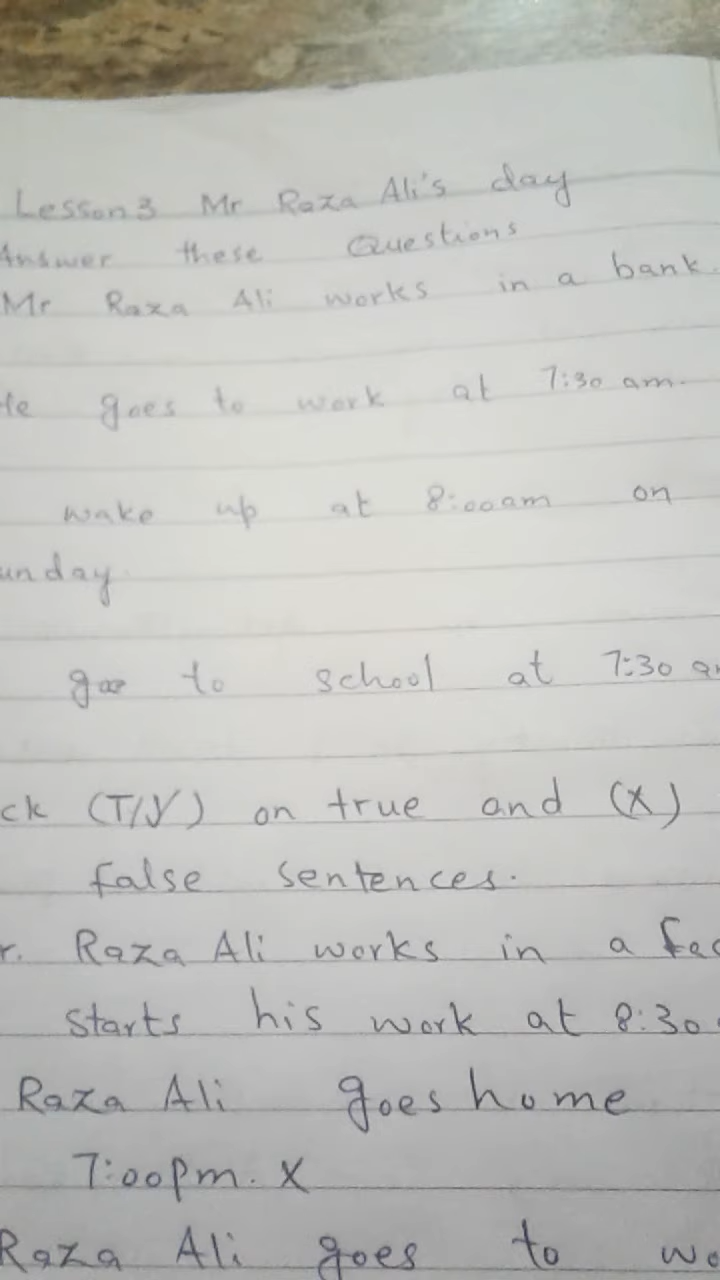 Lesson 3 Mr Raza Ali's day
Answer these Questions
Mr Raza Ali works in a bank.
He goes to work at 7:30 am.
wake up at 8:00am on
unday.
goe to school at 7:30 a
ck (T/√) on true and (X)
false sentences.
r. Raza Ali works in a fac
starts his work at 8:30
Raza Ali goes home
7:00pm. X
Raza Ali goes to wo